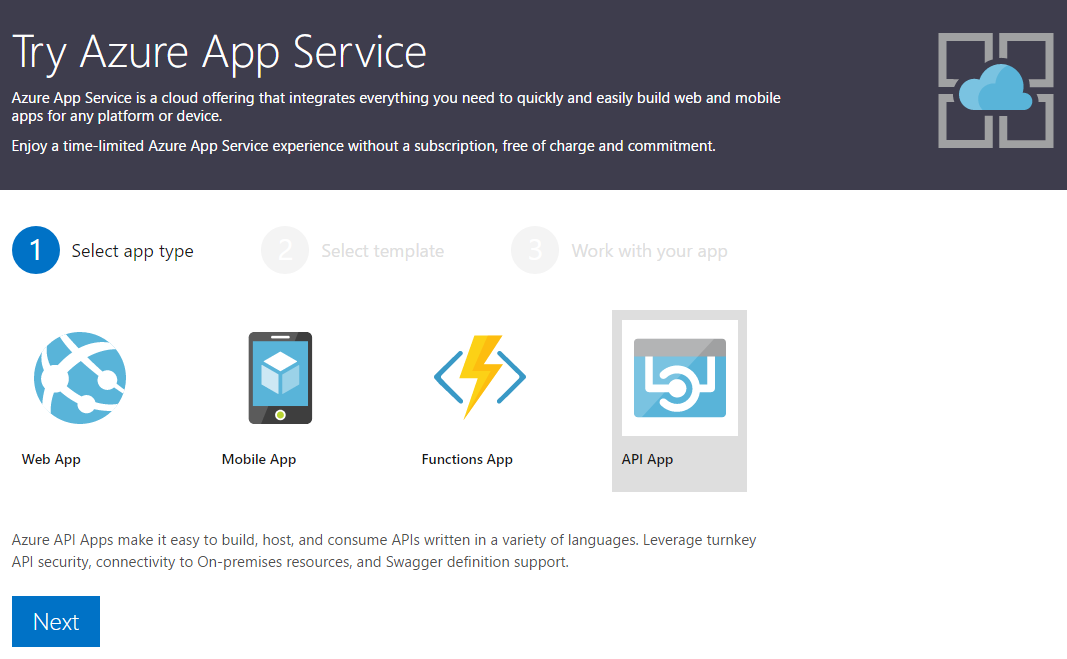 Try Azure App Service
Azure App Service is a cloud offering that integrates everything you need to quickly and easily build web and mobile
apps for any platform or device.
Enjoy a time-limited Azure App Service experience without a subscription, free of charge and commitment.
1 Select app type
2 Select template
3 Work with your app
Web App
Mobile App
Functions App
API App
Azure API Apps make it easy to build, host, and consume APIs written in a variety of languages. Leverage turnkey
API security, connectivity to On-premises resources, and Swagger definition support.
Next